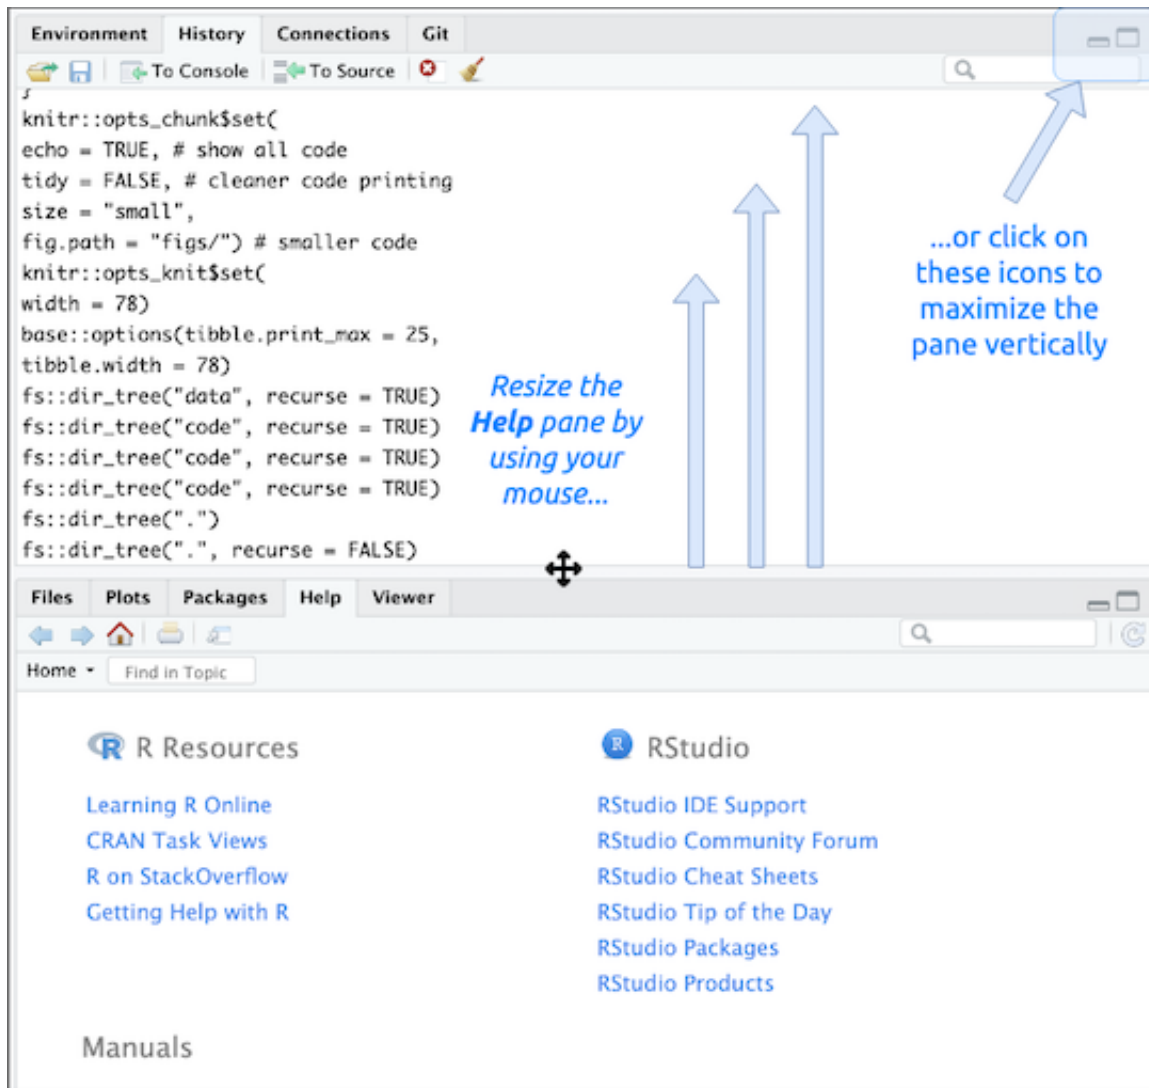 Environment History Connections Git
To Console To Source
}
knitr::opts_chunk$set(
echo = TRUE, # show all code
tidy = FALSE, # cleaner code printing
size = "small",
fig.path = "figs/") # smaller code
knitr::opts_knit$set(
width = 78)
base::options(tibble.print_max = 25,
tibble.width = 78)
fs::dir_tree("data", recurse = TRUE)
fs::dir_tree("code", recurse = TRUE)
fs::dir_tree("code", recurse = TRUE)
fs::dir_tree("code", recurse = TRUE)
fs::dir_tree(".")
fs::dir_tree(".", recurse = FALSE)
Resize the
Help pane by
using your
mouse...
...or click on
these icons to
maximize the
pane vertically
Files Plots Packages Help Viewer
Home Find in Topic
R R Resources
Learning R Online
CRAN Task Views
R on StackOverflow
Getting Help with R
R RStudio
RStudio IDE Support
RStudio Community Forum
RStudio Cheat Sheets
RStudio Tip of the Day
RStudio Packages
RStudio Products
Manuals